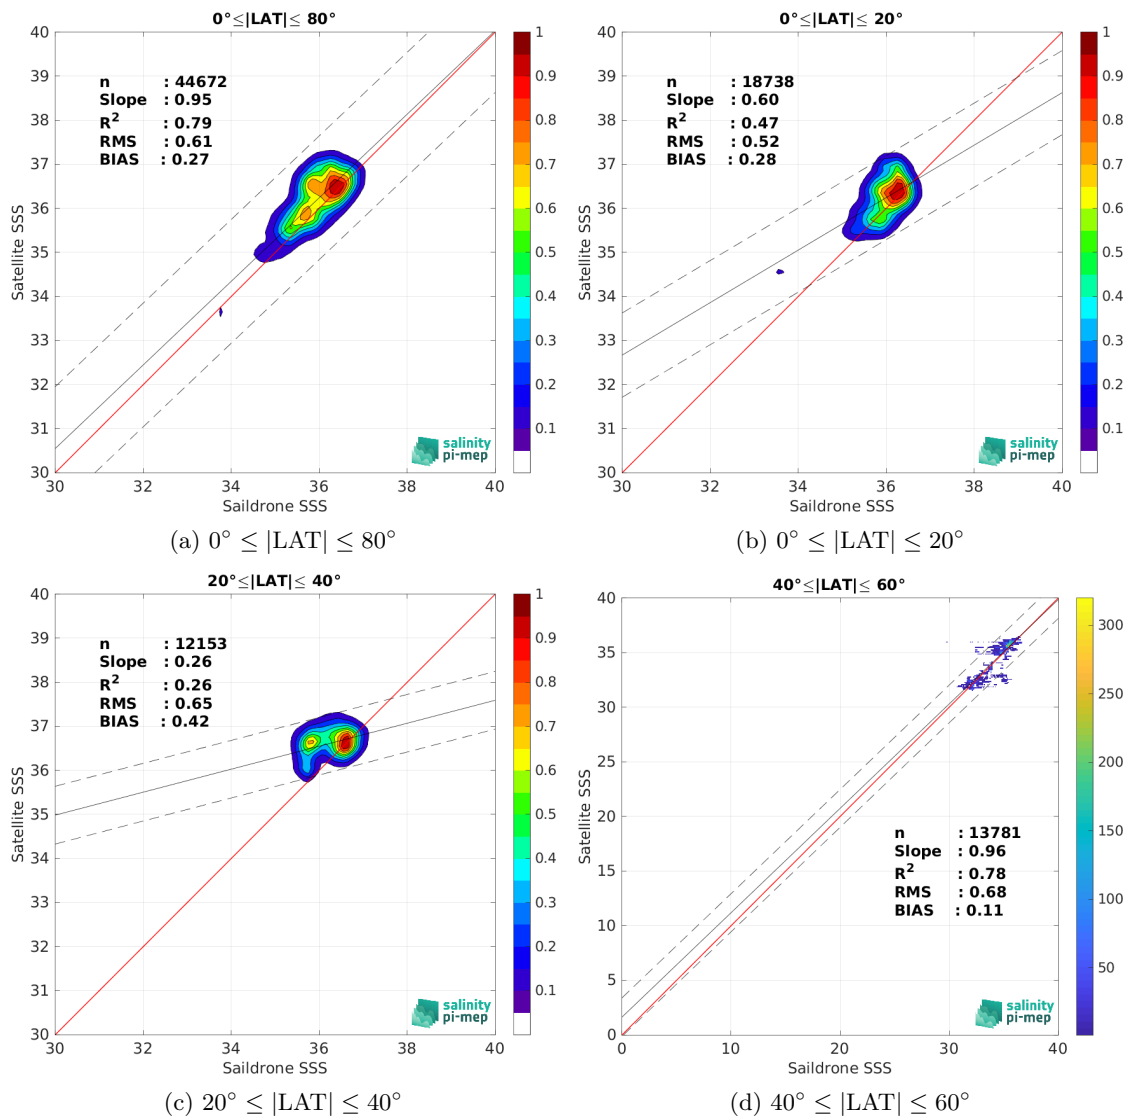 0°≤|LAT|≤ 80°
n : 44672
Slope : 0.95
R2 : 0.79
RMS : 0.61
BIAS : 0.27
40
39
38
37
36
35
34
33
32
31
30
30 32 34 36 38 40
Satellite SSS
Saildrone SSS
1
0.9
0.8
0.7
0.6
0.5
0.4
0.3
0.2
0.1
salinity
pi-mep
(a) 0° ≤ |LAT| ≤ 80°
0°≤|LAT|≤ 20°
n : 18738
Slope : 0.60
R2 : 0.47
RMS : 0.52
BIAS : 0.28
40
39
38
37
36
35
34
33
32
31
30
30 32 34 36 38 40
Satellite SSS
Saildrone SSS
1
0.9
0.8
0.7
0.6
0.5
0.4
0.3
0.2
0.1
salinity
pi-mep
(b) 0° ≤ |LAT| ≤ 20°
20°≤|LAT|≤ 40°
n : 12153
Slope : 0.26
R2 : 0.26
RMS : 0.65
BIAS : 0.42
40
39
38
37
36
35
34
33
32
31
30
30 32 34 36 38 40
Satellite SSS
Saildrone SSS
1
0.9
0.8
0.7
0.6
0.5
0.4
0.3
0.2
0.1
salinity
pi-mep
(c) 20° ≤ |LAT| ≤ 40°
40°≤|LAT|≤ 60°
n : 13781
Slope : 0.96
R2 : 0.78
RMS : 0.68
BIAS : 0.11
40
35
30
25
20
15
10
5
0
0 10 20 30 40
Satellite SSS
Saildrone SSS
300
250
200
150
100
50
salinity
pi-mep
(d) 40° ≤ |LAT| ≤ 60°